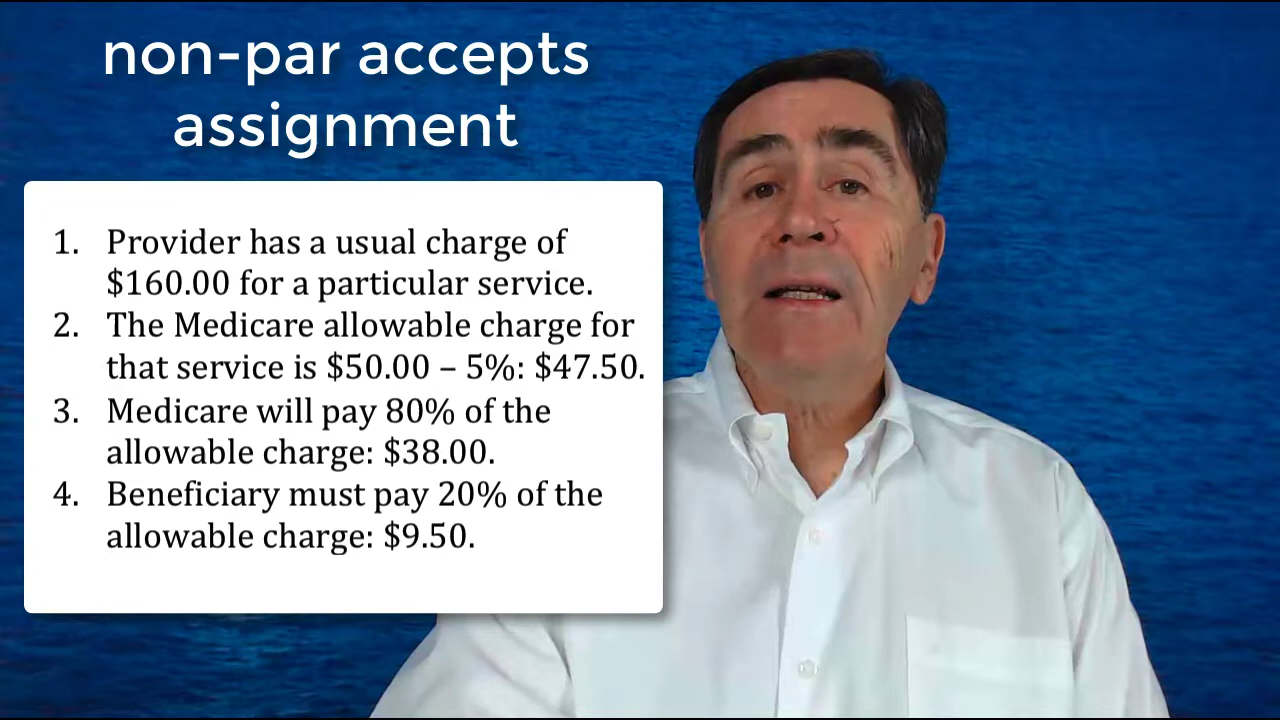 non-par accepts
assignment
1. Provider has a usual charge of
$160.00 for a particular service.
2. The Medicare allowable charge for
that service is $50.00 – 5%: $47.50.
3. Medicare will pay 80% of the
allowable charge: $38.00.
4. Beneficiary must pay 20% of the
allowable charge: $9.50.